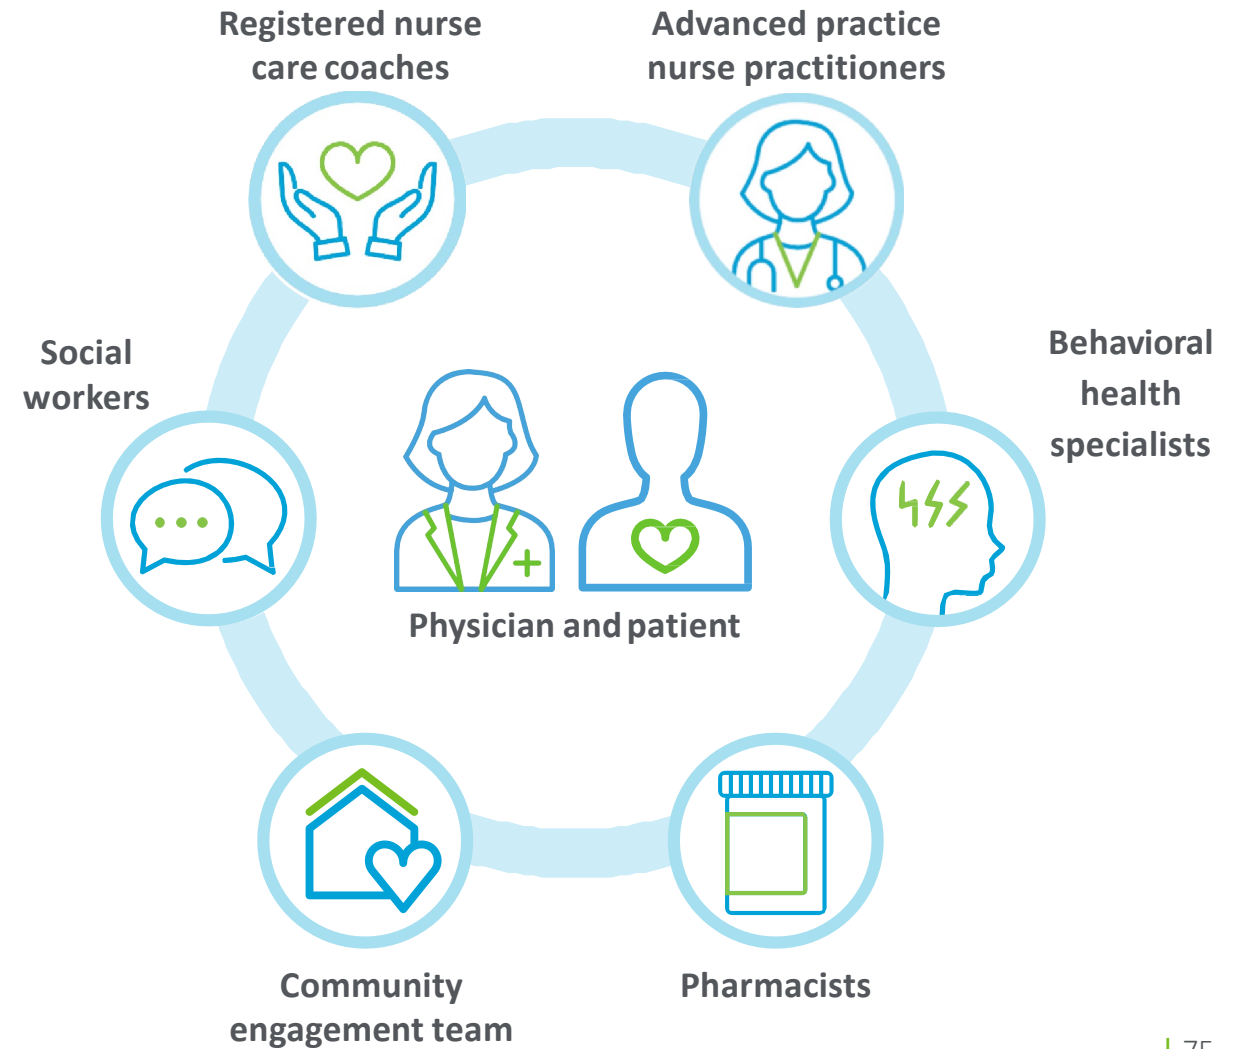 Registered nurse
care coaches
Advanced practice
nurse practitioners
Social
workers
Behavioral
health
specialists
Physician and patient
Community
engagement team
Pharmacists
75